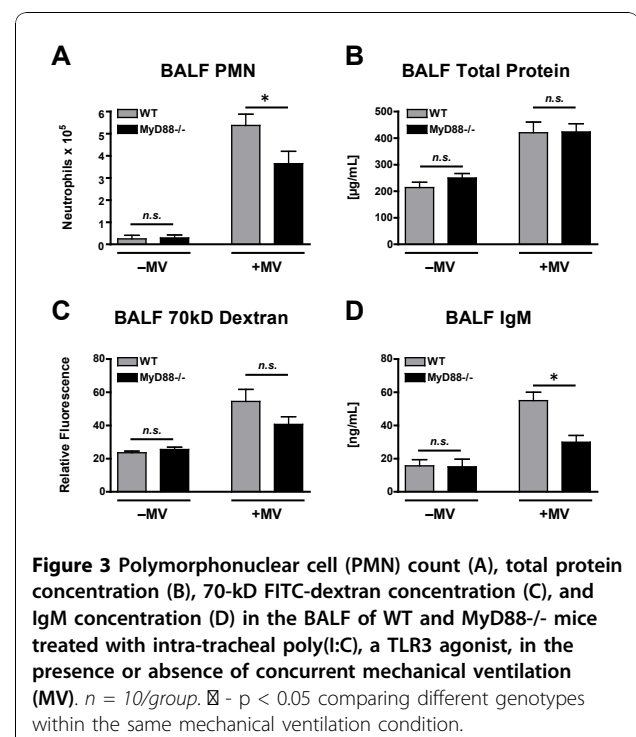 A
BALF PMN
WT
MyD88-/-
Neutrophils x 10⁵
6
5
4
3
2
1
0
n.s.
*
–MV
+MV
B
BALF Total Protein
WT
MyD88-/-
[µg/mL]
500
400
300
200
100
0
n.s.
n.s.
–MV
+MV
C
BALF 70kD Dextran
WT
MyD88-/-
Relative Fluorescence
80
60
40
20
0
n.s.
n.s.
–MV
+MV
D
BALF IgM
WT
MyD88-/-
[ng/mL]
80
60
40
20
0
n.s.
*
–MV
+MV
Figure 3 Polymorphonuclear cell (PMN) count (A), total protein
concentration (B), 70-kD FITC-dextran concentration (C), and
IgM concentration (D) in the BALF of WT and MyD88-/- mice
treated with intra-tracheal poly(I:C), a TLR3 agonist, in the
presence or absence of concurrent mechanical ventilation
(MV). n = 10/group. - p < 0.05 comparing different genotypes
within the same mechanical ventilation condition.